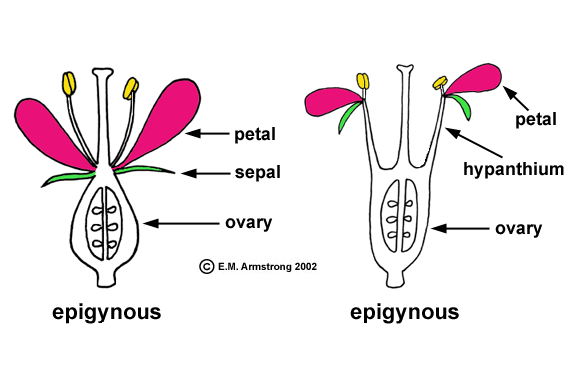 petal
sepal
ovary
epigynous
petal
hypanthium
ovary
epigynous
© E.M. Armstrong 2002